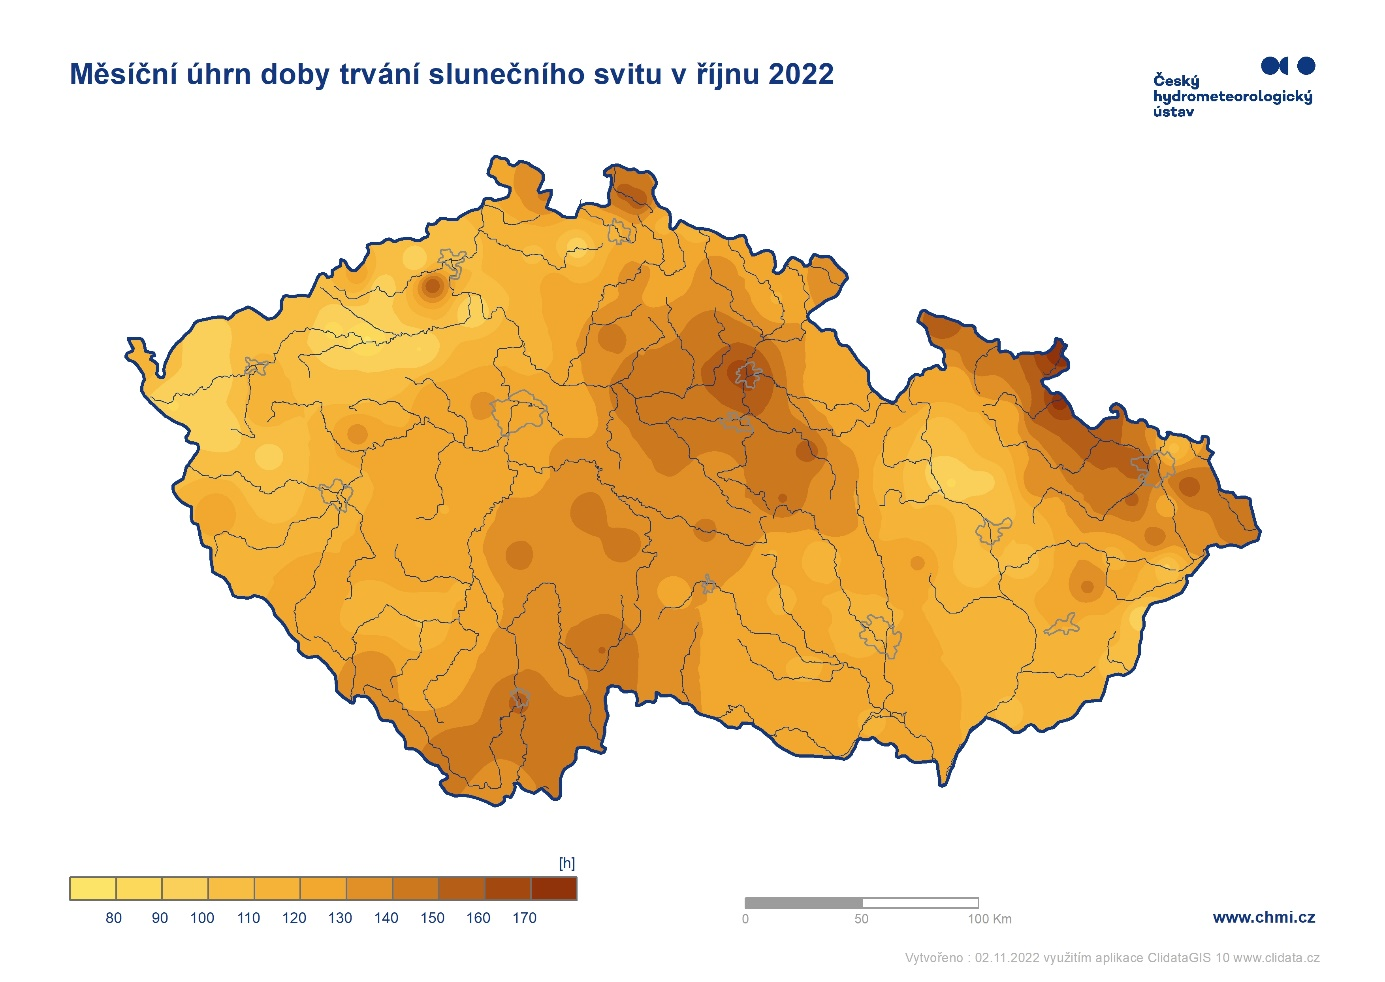 Měsíční úhrn doby trvání slunečního svitu v říjnu 2022
Český
hydrometeorologický
ústav
[h]
80 90 100 110 120 130 140 150 160 170
0 50 100 Km
www.chmi.cz
Vytvořeno : 02.11.2022 využitím aplikace ClidataGIS 10 www.clidata.cz